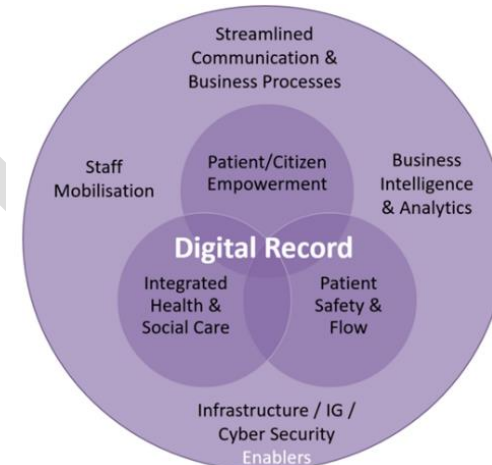 Streamlined
Communication &
Business Processes
Staff
Mobilisation
Patient/Citizen
Empowerment
Business
Intelligence
& Analytics
Digital Record
Integrated
Health &
Social Care
Patient
Safety &
Flow
Infrastructure / IG /
Cyber Security
Enablers